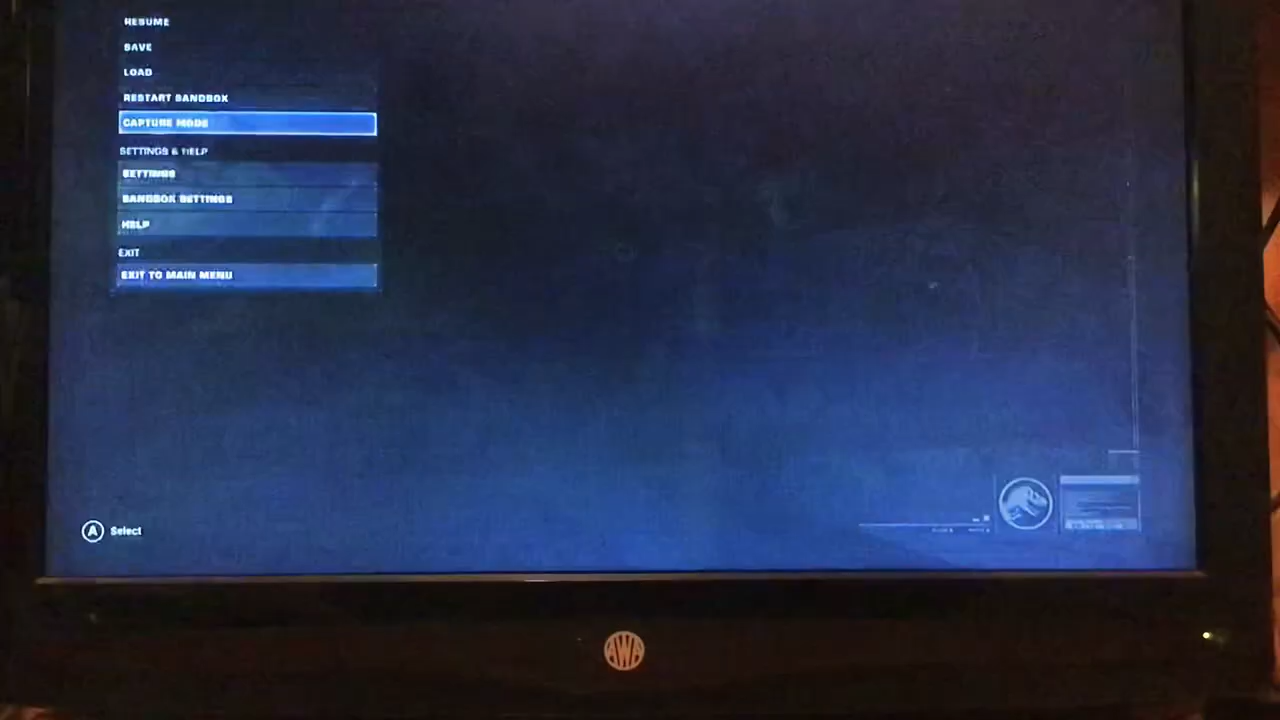 RESUME
SAVE
LOAD
RESTART SANDBOX
CAPTURE MODE
SETTINGS & HELP
SETTINGS
SANDBOX SETTINGS
HELP
EXIT
EXIT TO MAIN MENU
A Select
AWA